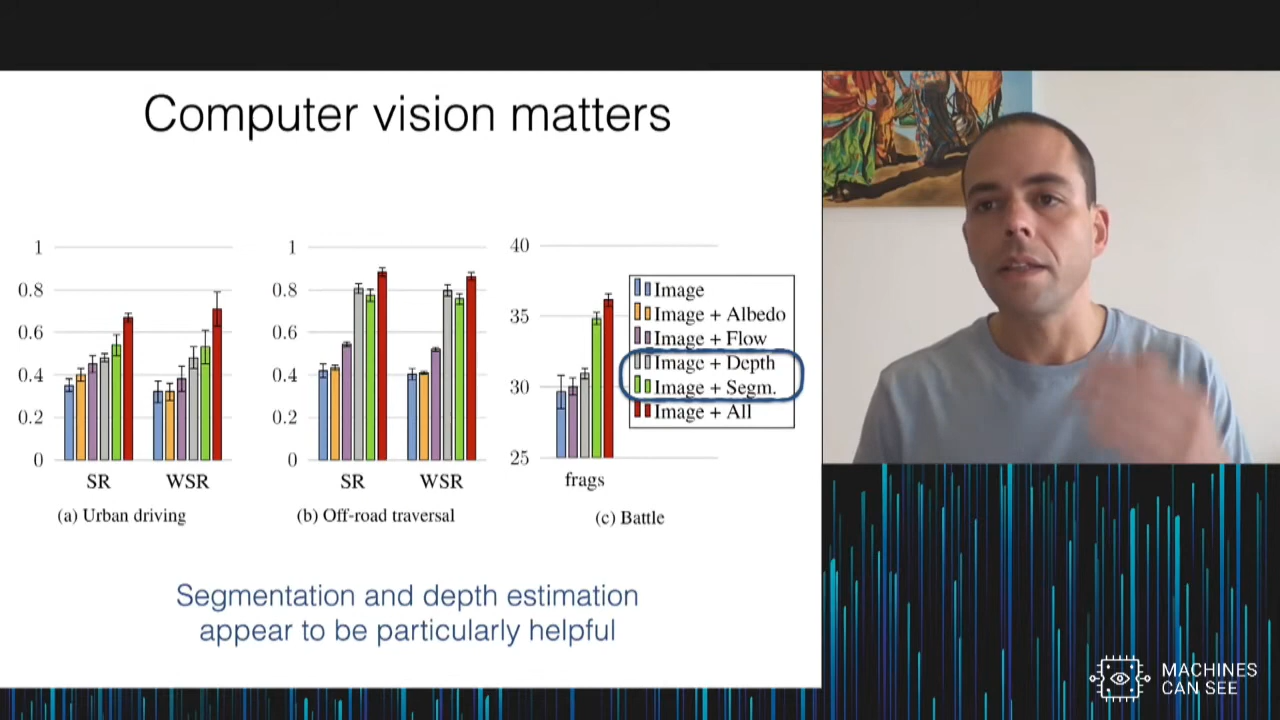 Computer vision matters
1
0.8
0.6
0.4
0.2
0
SR
WSR
(a) Urban driving
1
0.8
0.6
0.4
0.2
0
SR
WSR
(b) Off-road traversal
40
35
30
25
frags
(c) Battle
Image
Image + Albedo
Image + Flow
Image + Depth
Image + Segm.
Image + All
Segmentation and depth estimation
appear to be particularly helpful
MACHINES
CAN SEE